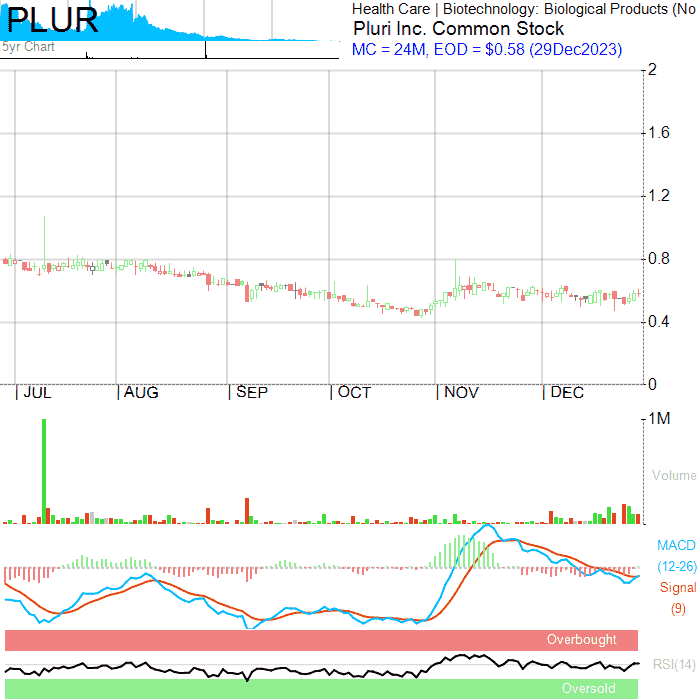 PLUR
5yr Chart
Health Care | Biotechnology: Biological Products (No
Pluri Inc. Common Stock
MC = 24M, EOD = $0.58 (29Dec2023)
2
1.6
1.2
0.8
0.4
0
JUL AUG SEP OCT NOV DEC
1M
Volume
MACD
(12-26)
Signal
(9)
Overbought
RSI(14)
Oversold